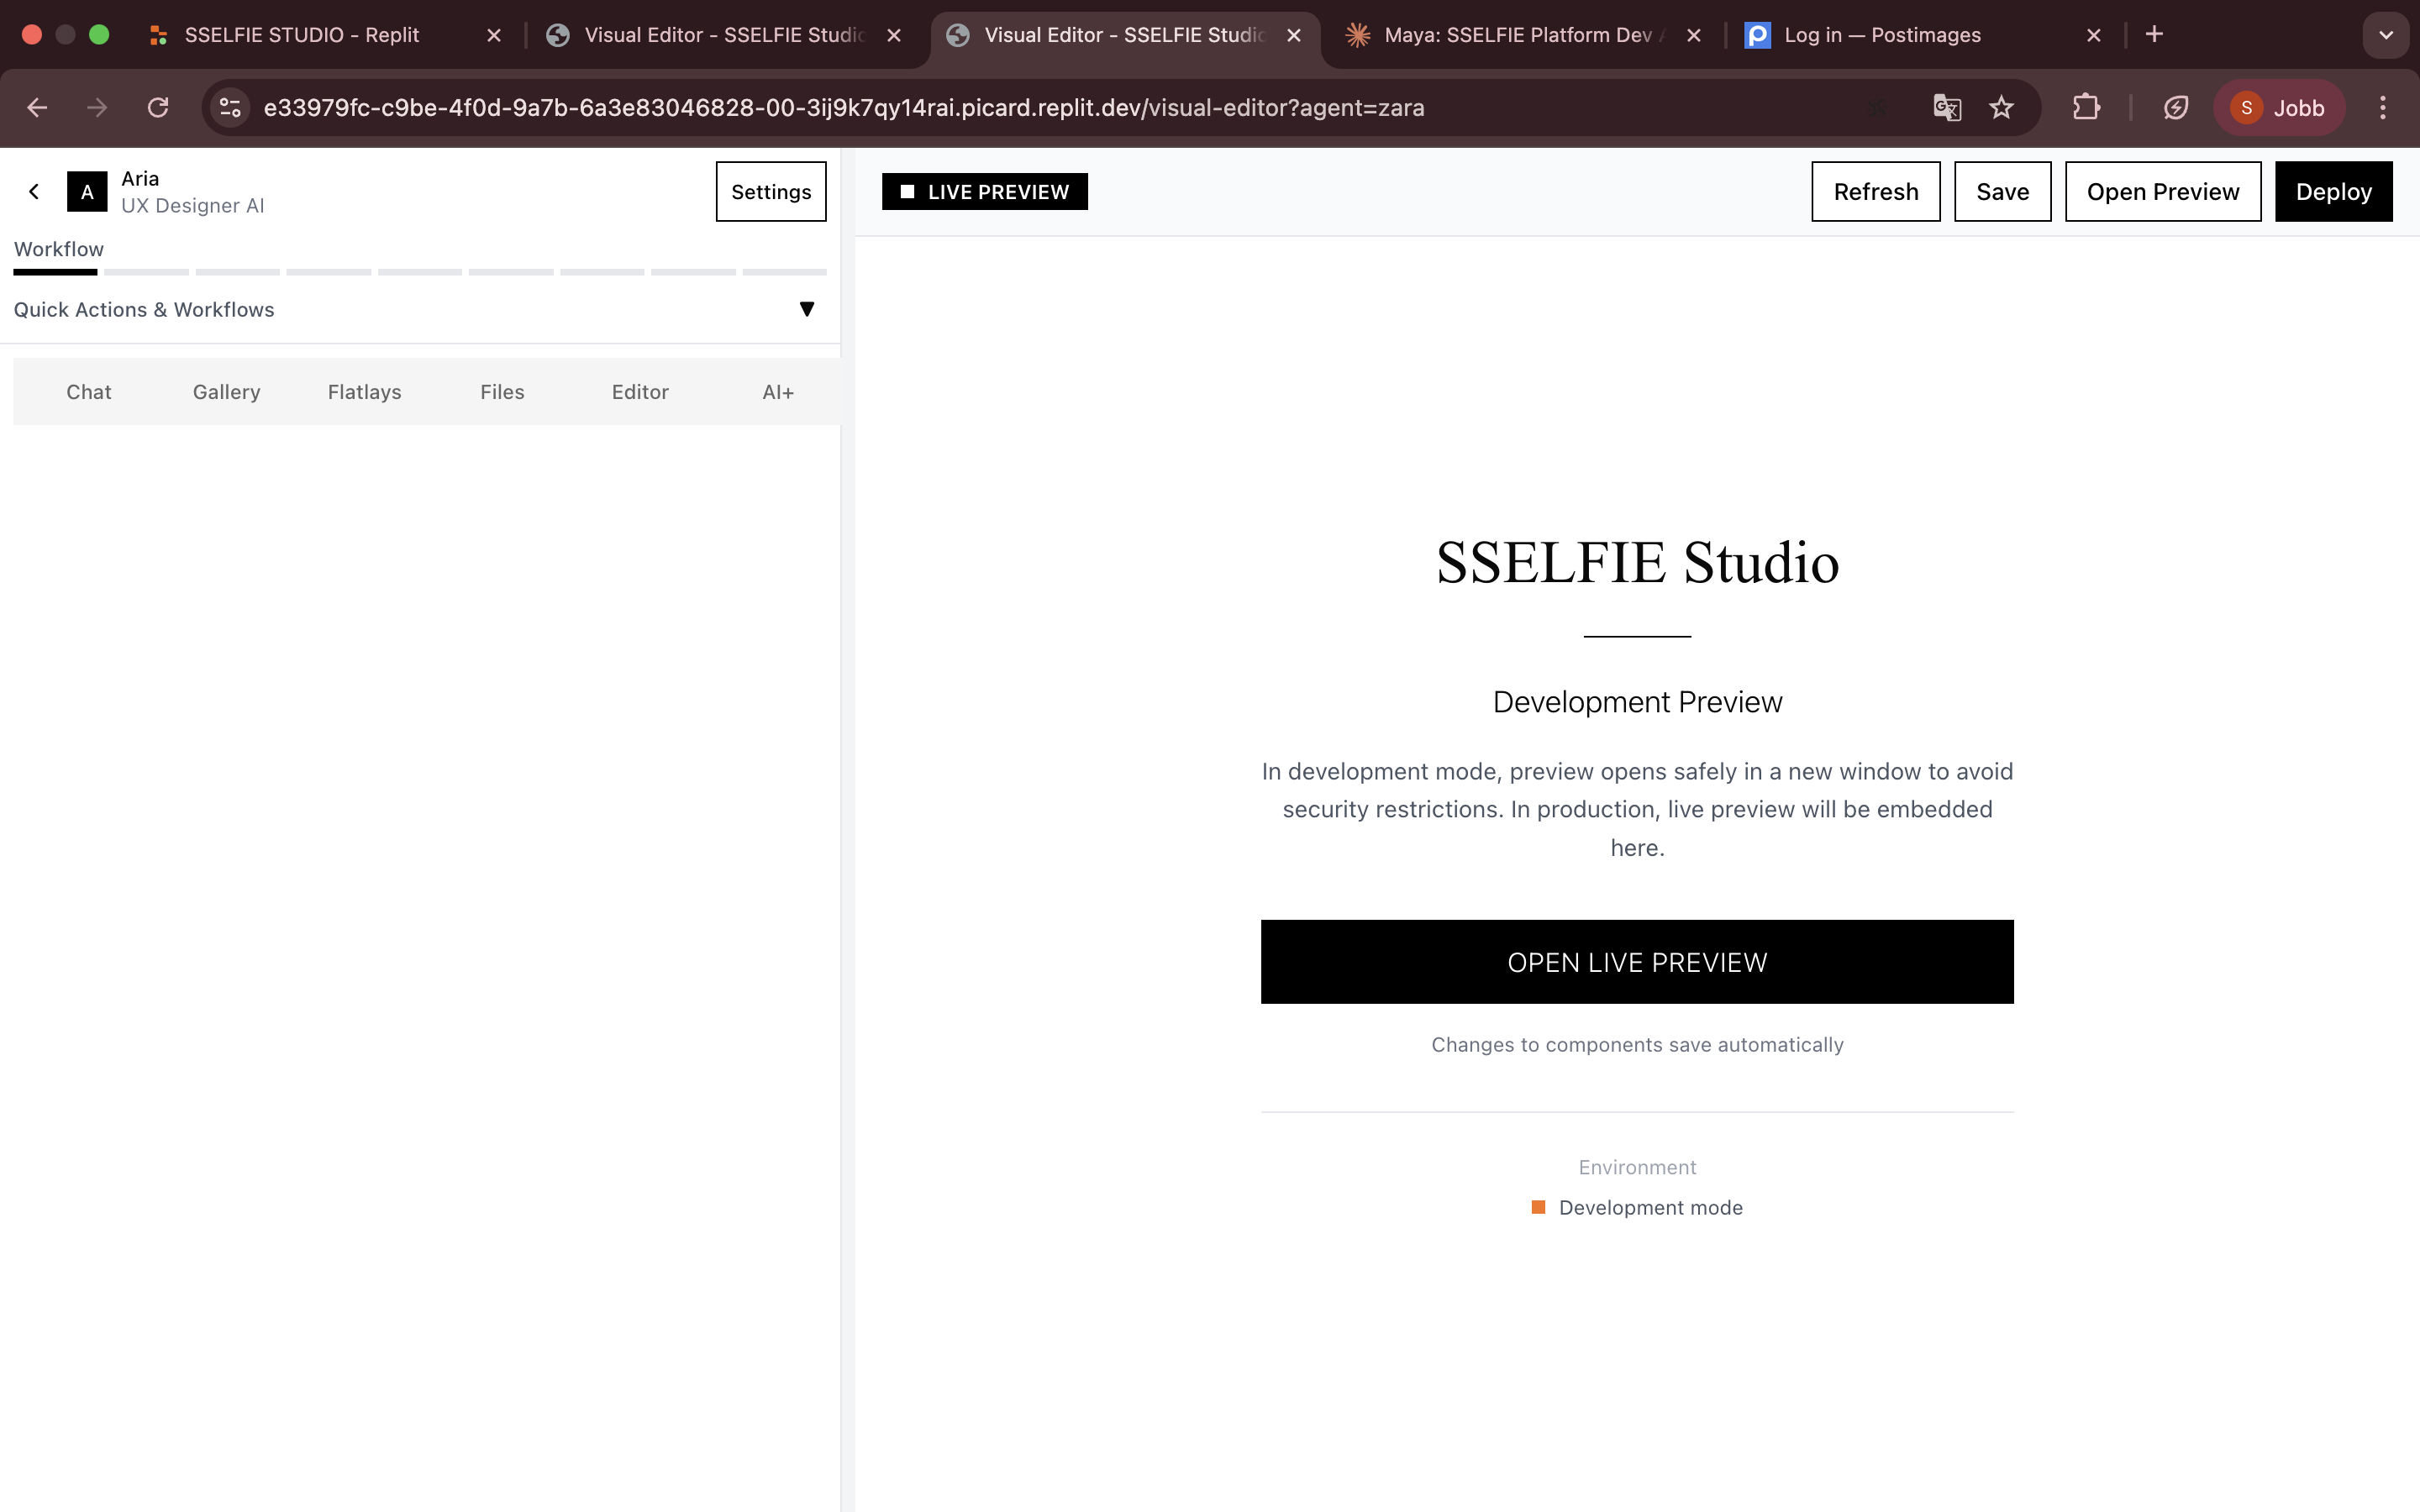 SSELFIE STUDIO - Replit
Visual Editor - SSELFIE Studio
Visual Editor - SSELFIE Studio
Maya: SSELFIE Platform Dev
Log in — Postimages
e33979fc-c9be-4f0d-9a7b-6a3e83046828-00-3ij9k7qy14rai.picard.replit.dev/visual-editor?agent=zara
S Jobb
A
Aria
UX Designer AI
Settings
Workflow
Quick Actions & Workflows
Chat Gallery Flatlays Files Editor AI+
LIVE PREVIEW
Refresh Save Open Preview Deploy
SSELFIE Studio
Development Preview
In development mode, preview opens safely in a new window to avoid
security restrictions. In production, live preview will be embedded
here.
OPEN LIVE PREVIEW
Changes to components save automatically
Environment
Development mode